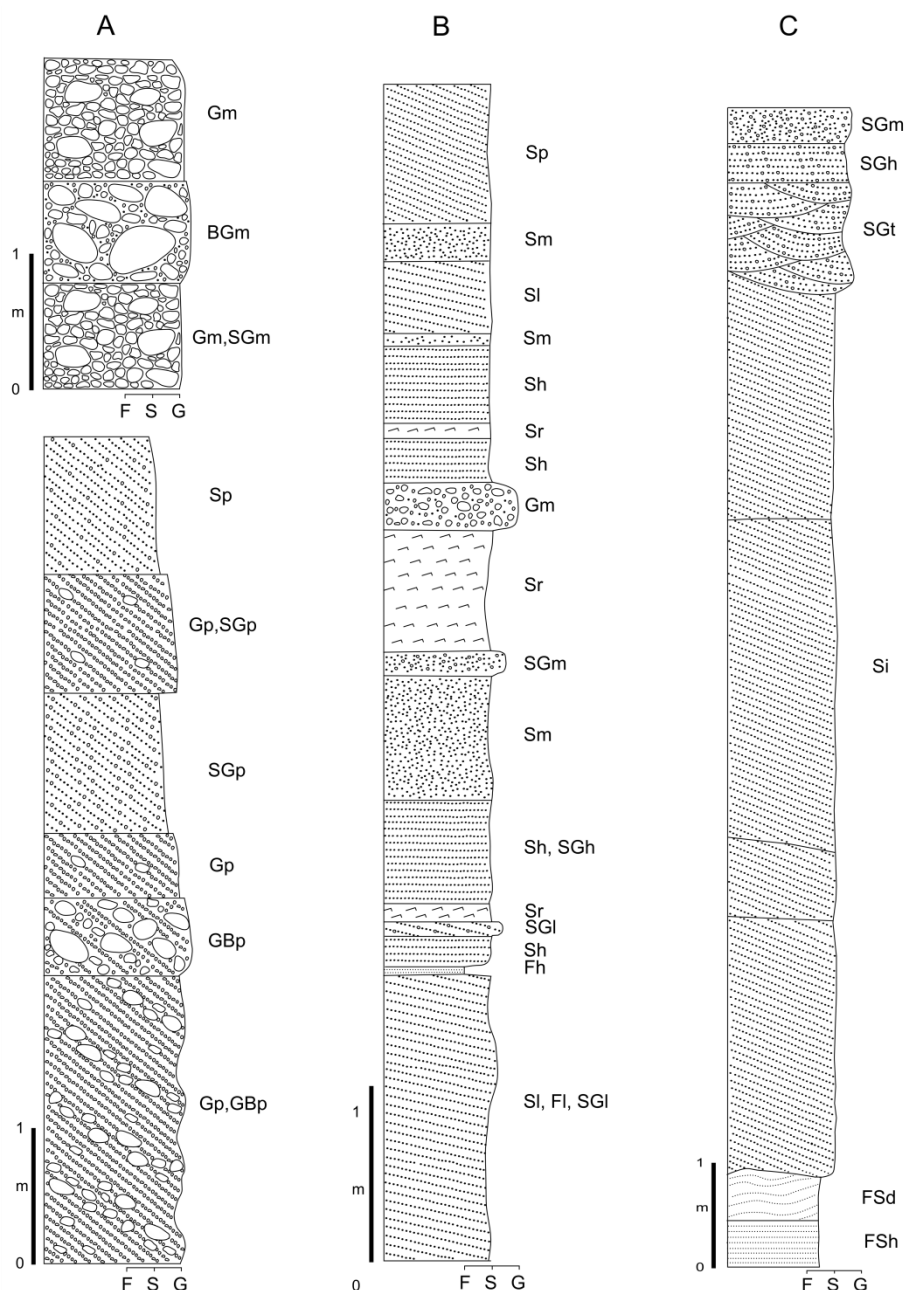 A
Gm
BGm
Gm,SGm
1
m
0
F S G
Sp
Gp,SGp
SGp
Gp
GBp
Gp,GBp
1
m
0
F S G
B
Sp
Sm
Sl
Sm
Sh
Sr
Sh
Gm
Sr
SGm
Sm
Sh, SGh
Sr
SGl
Sh
Fh
Sl, Fl, SGl
1
m
0
F S G
C
SGm
SGh
SGt
Si
FSd
FSh
1
m
0
F S G